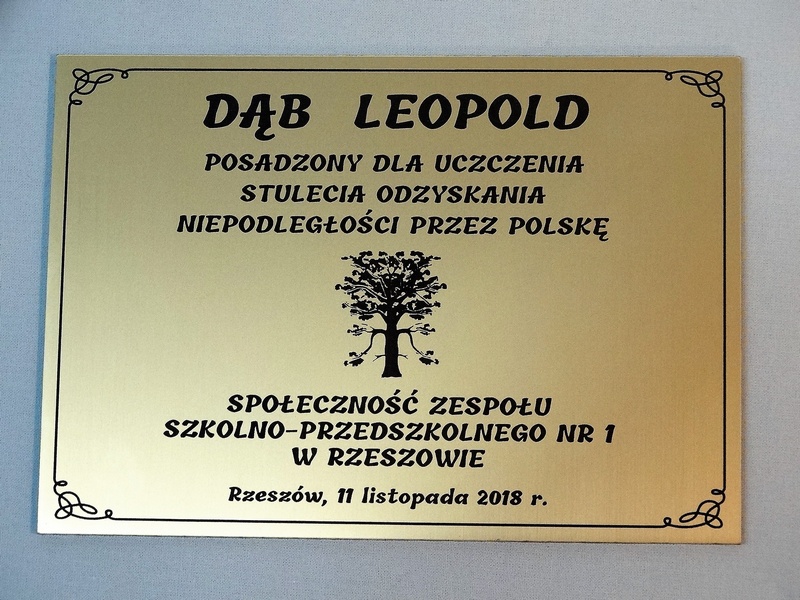 DĄB LEOPOLD
POSADZONY DLA UCZCZENIA
STULECIA ODZYSKANIA
NIEPODLEGŁOŚCI PRZEZ POLSKĘ
SPOŁECZNOŚĆ ZESPOŁU
SZKOLNO-PRZEDSZKOLNEGO NR 1
W RZESZOWIE
Rzeszów, 11 listopada 2018 r.